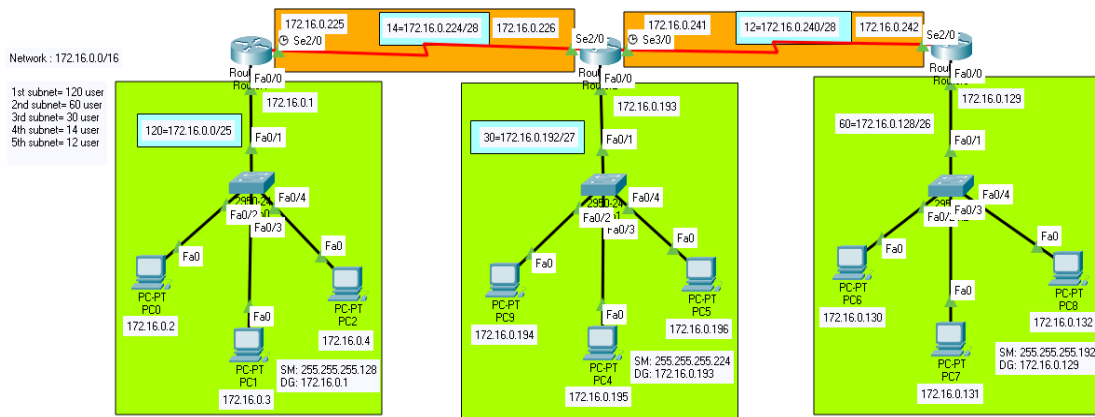 Network : 172.16.0.0/16
1st subnet= 120 user
2nd subnet= 60 user
3rd subnet= 30 user
4th subnet= 14 user
5th subnet= 12 user
172.16.0.225
14=172.16.0.224/28
172.16.0.226
Se2/0
172.16.0.241
12=172.16.0.240/28
172.16.0.242
Se2/0
Se3/0
Se2/0
Fa0/0
172.16.0.1
120=172.16.0.0/25
Fa0/1
Fa0/2
Fa0/3
Fa0/4
Fa0
PC-PT
PC0
172.16.0.2
Fa0
PC-PT
PC1
172.16.0.3
Fa0
PC-PT
PC2
172.16.0.4
SM: 255.255.255.128
DG: 172.16.0.1
Fa0/0
172.16.0.193
30=172.16.0.192/27
Fa0/1
2950-24
Fa0/2
Fa0/3
Fa0/4
Fa0
PC-PT
PC9
172.16.0.194
Fa0
PC-PT
PC4
172.16.0.195
Fa0
PC-PT
PC5
172.16.0.196
SM: 255.255.255.224
DG: 172.16.0.193
Fa0/0
172.16.0.129
60=172.16.0.128/26
Fa0/1
Fa0/3
Fa0/4
Fa0
PC-PT
PC6
172.16.0.130
Fa0
PC-PT
PC7
172.16.0.131
Fa0
PC-PT
PC8
172.16.0.132
SM: 255.255.255.192
DG: 172.16.0.129